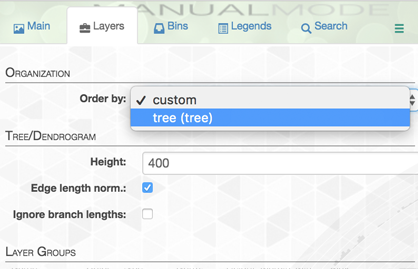 MANUALMODE
Main
Layers
Bins
Legends
Search
Organization
Order by:
✓ custom
tree (tree)
Tree/Dendrogram
Height:
400
Edge length norm.:
Ignore branch lengths:
Layer Groups